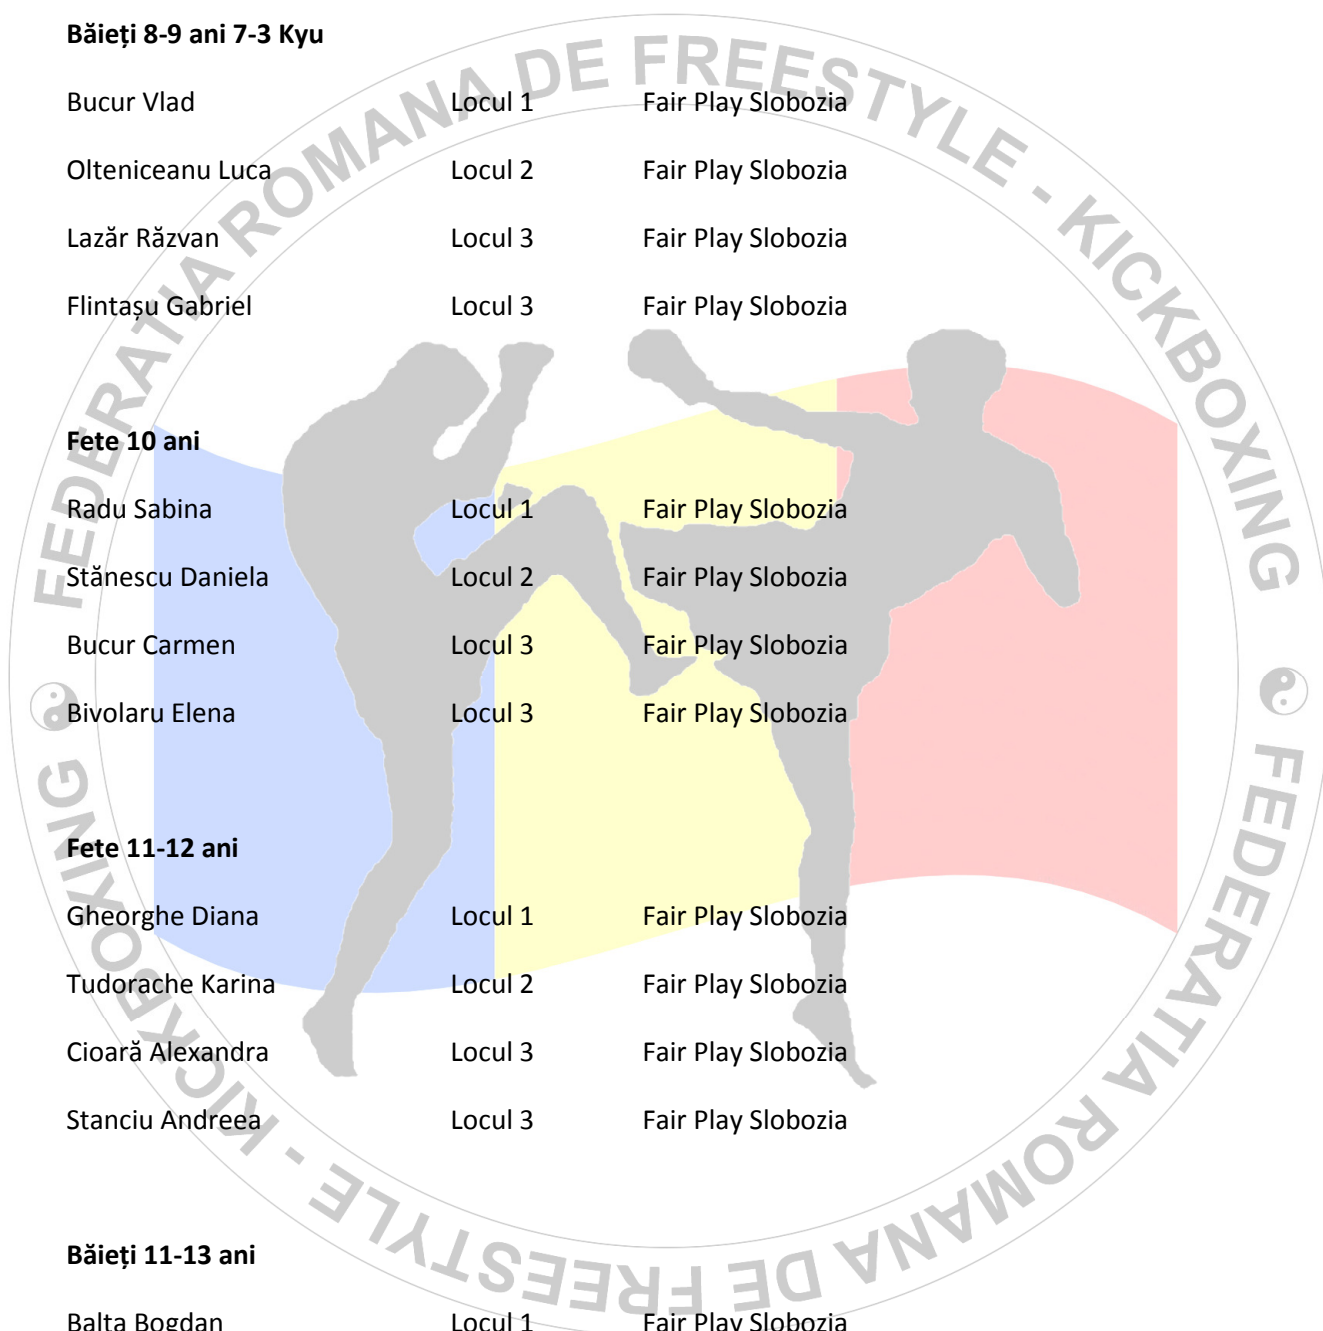 FEDERATIA ROMANA DE FREESTYLE - KICKBOXING
FEDERATIA ROMANA DE FREESTYLE - KICKBOXING
Băieți 8-9 ani 7-3 Kyu
Bucur Vlad Locul 1 Fair Play Slobozia
Olteniceanu Luca Locul 2 Fair Play Slobozia
Lazăr Răzvan Locul 3 Fair Play Slobozia
Flintașu Gabriel Locul 3 Fair Play Slobozia
Fete 10 ani
Radu Sabina Locul 1 Fair Play Slobozia
Stănescu Daniela Locul 2 Fair Play Slobozia
Bucur Carmen Locul 3 Fair Play Slobozia
Bivolaru Elena Locul 3 Fair Play Slobozia
Fete 11-12 ani
Gheorghe Diana Locul 1 Fair Play Slobozia
Tudorache Karina Locul 2 Fair Play Slobozia
Cioară Alexandra Locul 3 Fair Play Slobozia
Stanciu Andreea Locul 3 Fair Play Slobozia
Băieți 11-13 ani
Balta Bogdan Locul 1 Fair Play Slobozia